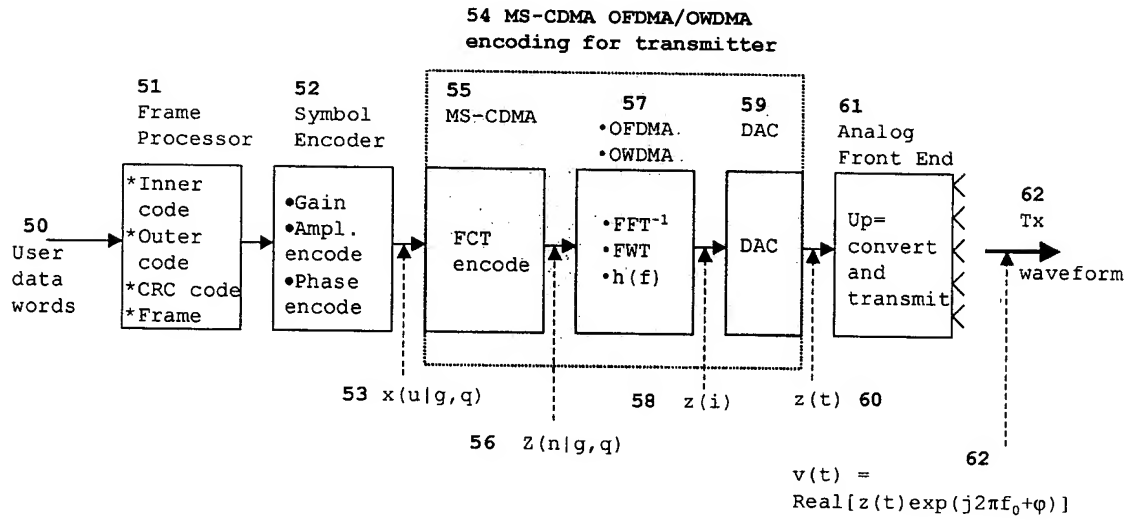 54 MS-CDMA OFDMA/OWDMA
encoding for transmitter
51
Frame
Processor
52
Symbol
Encoder
55
MS-CDMA
57
•OFDMA
•OWDMA
59
DAC
61
Analog
Front End
50
User
data
words
*Inner
code
*Outer
code
*CRC code
*Frame
•Gain
•Ampl.
encode
•Phase
encode
FCT
encode
•FFT⁻¹
•FWT
•h(f)
DAC
Up=
convert
and
transmit
62
Tx
waveform
53 x(u|g,q)
56 Z(n|g,q)
58 z(i)
z(t) 60
62
v(t) =
Real[z(t)exp(j2πf₀+φ)]